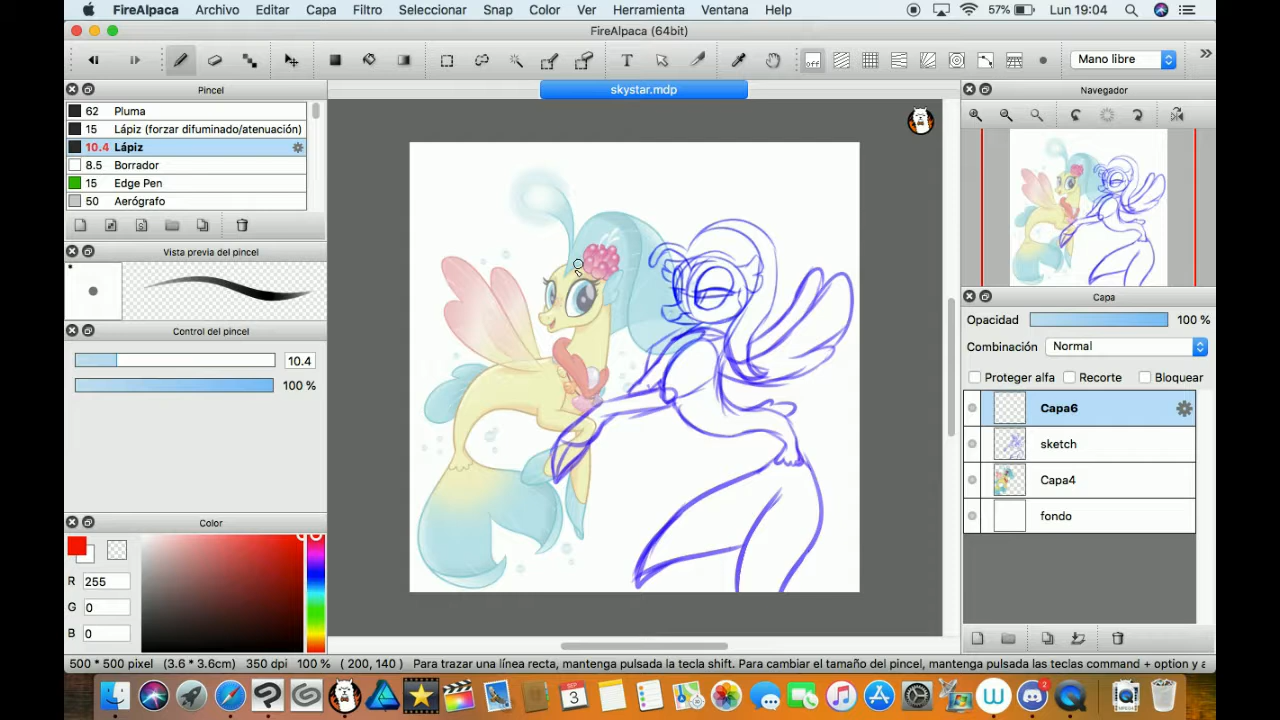 FireAlpaca Archivo Editar Capa Filtro Seleccionar Snap Color Ver Herramienta Ventana Help 57% Lun 19:04
FireAlpaca (64bit)
T off Mano libre »
Pincel
skystar.mdp
Navegador
62 Pluma
15 Lápiz (forzar difuminado/atenuación)
10.4 Lápiz
8.5 Borrador
15 Edge Pen
50 Aerógrafo
Vista previa del pincel
Control del pincel
10.4
100 %
Color
R 255
G 0
B 0
Capa
Opacidad 100 %
Combinación Normal
Proteger alfa Recorte Bloquear
Capa6
sketch
Capa4
fondo
500 * 500 pixel (3.6 * 3.6cm) 350 dpi 100 % ( 200, 140 ) Para trazar una línea recta, mantenga pulsada la tecla shift. Para cambiar el tamaño del pincel, mantenga pulsadas las teclas command + option y a
SEP
3
2